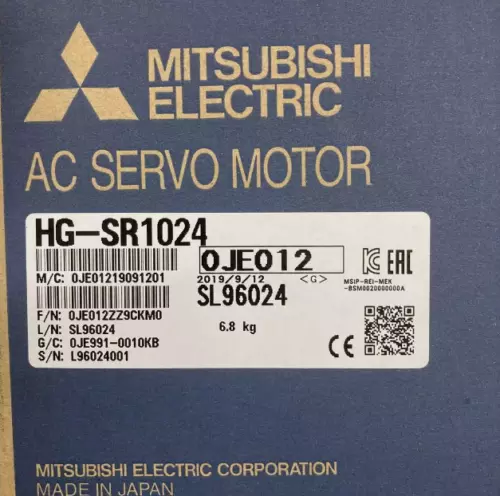 MITSUBISHI
ELECTRIC
AC SERVO MOTOR
HG-SR1024
0JE012
M/C: 0JE01219091201
2019/9/12 <G>
SL96024
F/N: 0JE012ZZ9CKM0
L/N: SL96024
G/C: 0JE991-0010KB
S/N: L96024001
6.8 kg
EAC
MSIP-REI-MEK
-BSM0020000000A
MITSUBISHI ELECTRIC CORPORATION
MADE IN JAPAN